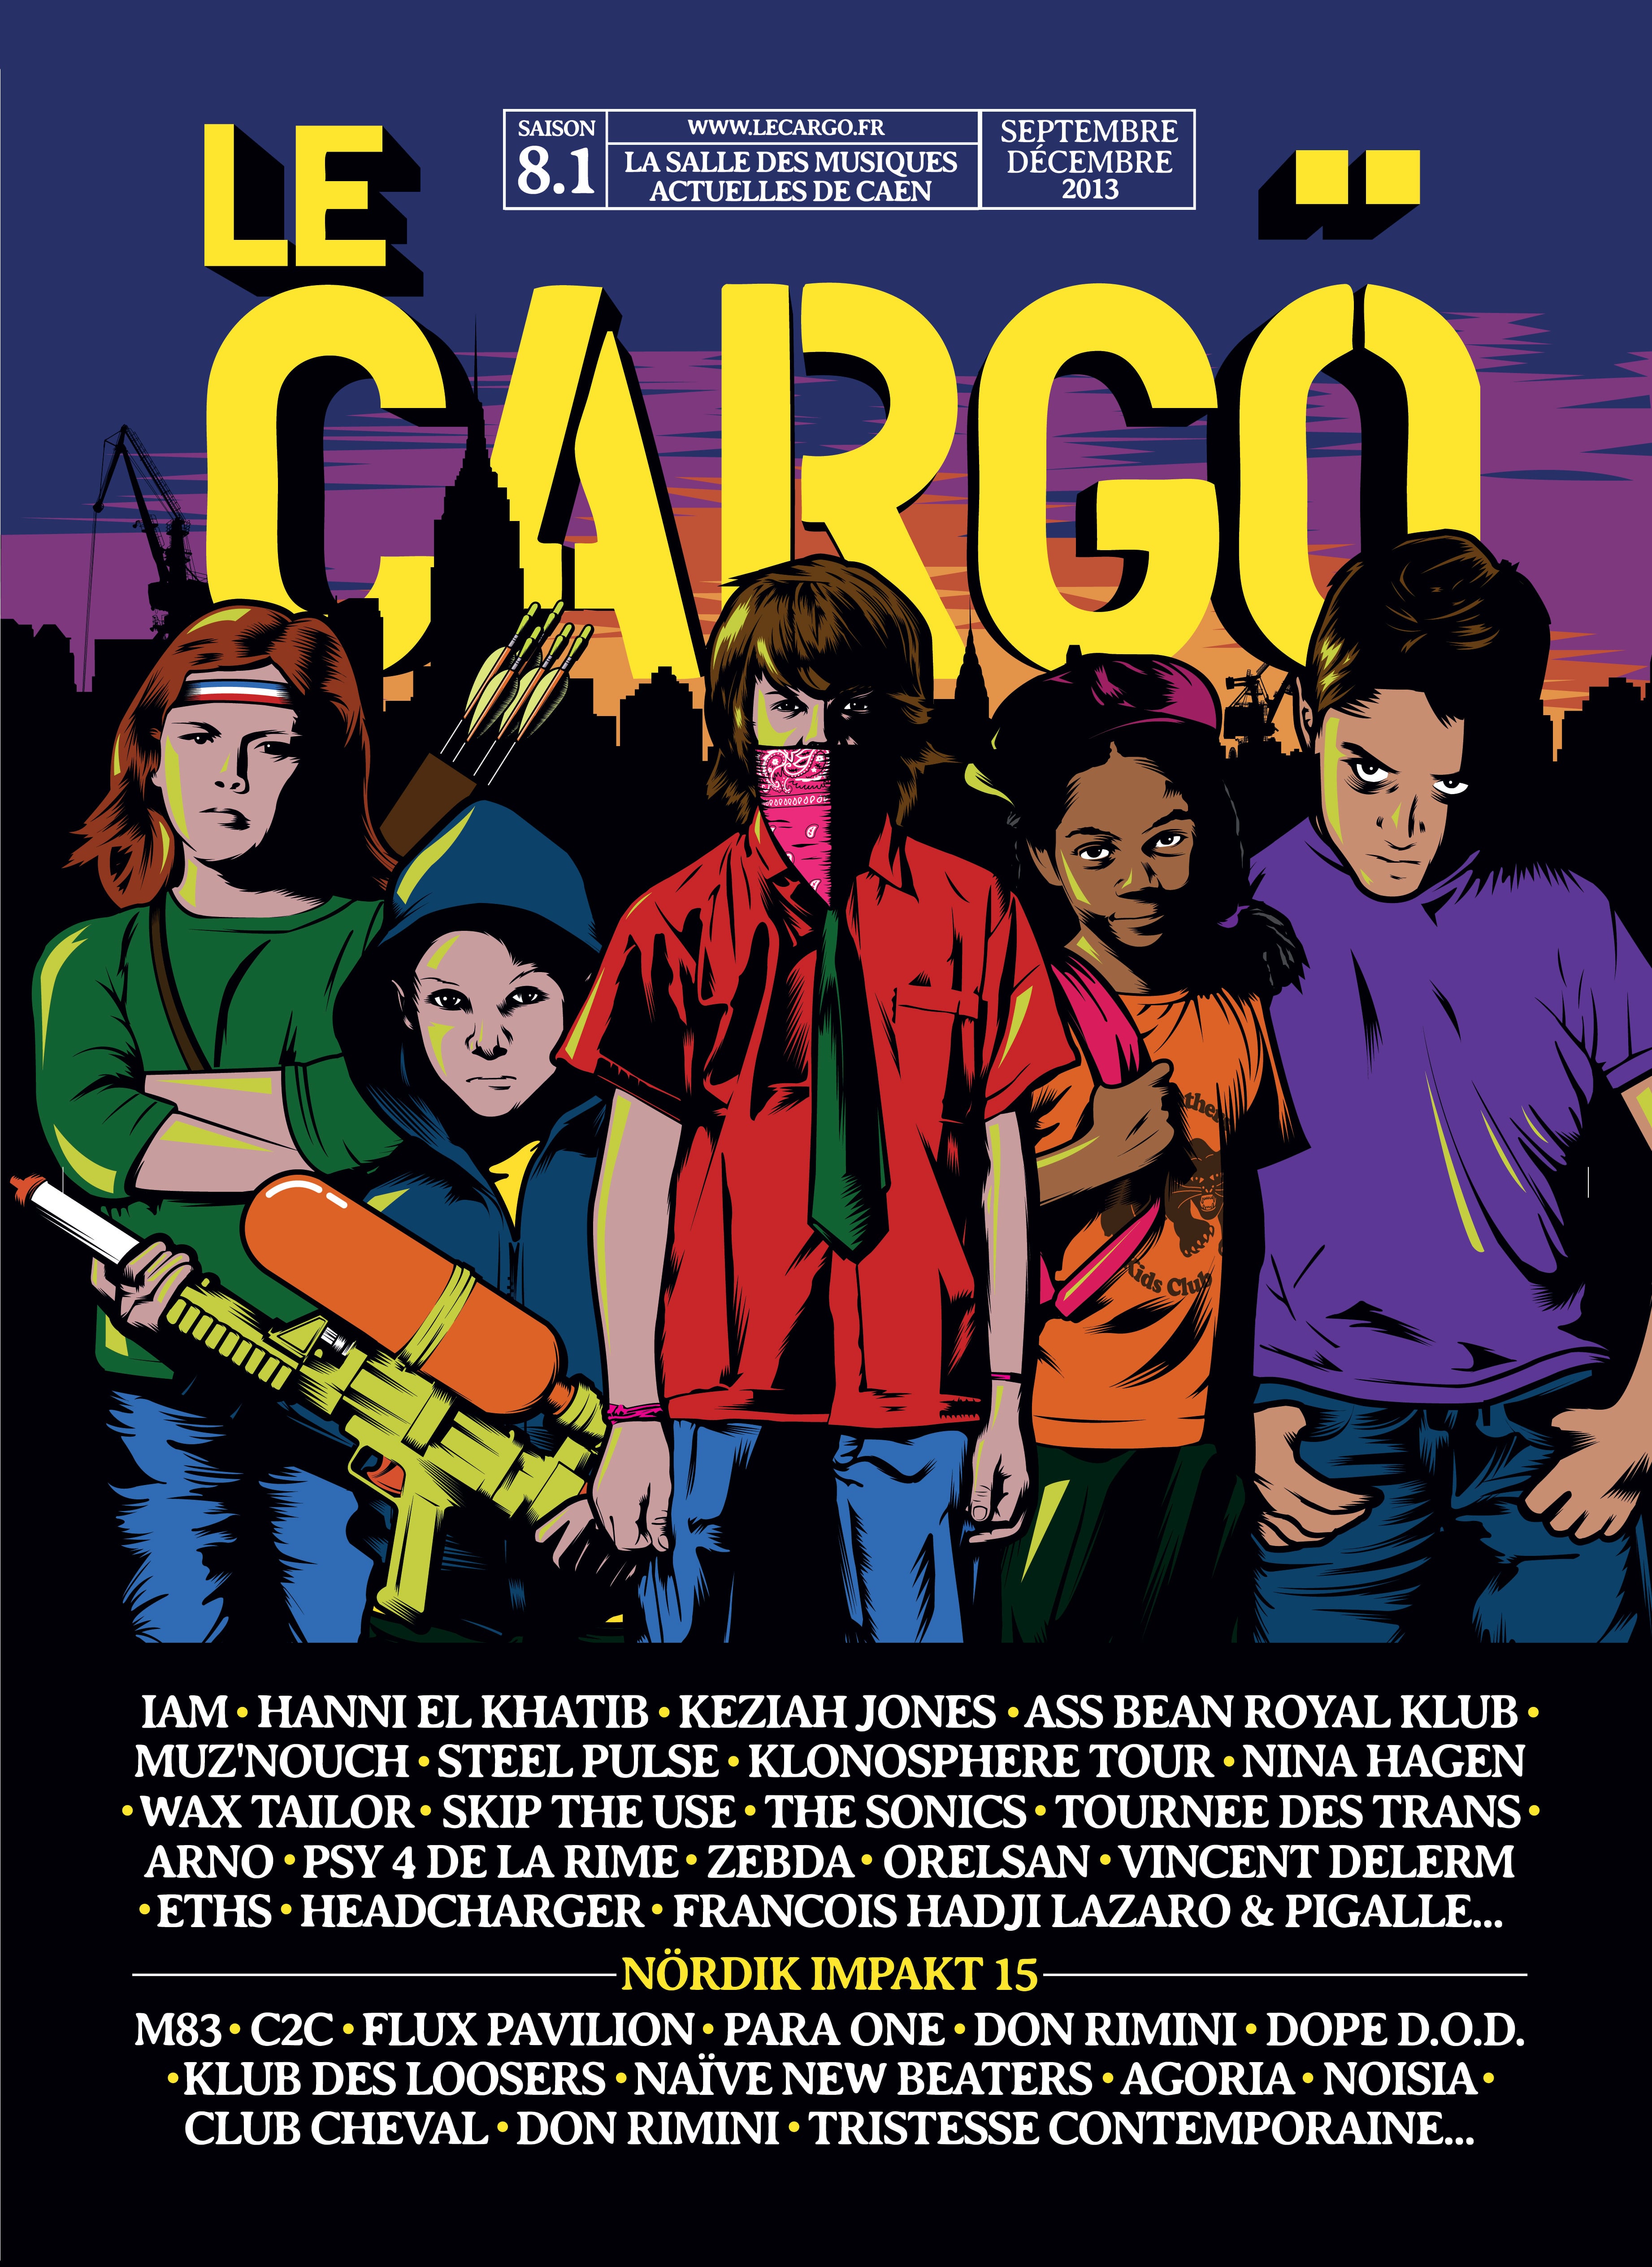 SAISON
8.1
WWW.LECARGO.FR
LA SALLE DES MUSIQUES
ACTUELLES DE CAEN
SEPTEMBRE
DÉCEMBRE
2013
LE
CARGÖ
Kids Club
IAM • HANNI EL KHATIB • KEZIAH JONES • ASS BEAN ROYAL KLUB •
MUZ'NOUCH • STEEL PULSE • KLONOSPHERE TOUR • NINA HAGEN
• WAX TAILOR • SKIP THE USE • THE SONICS • TOURNEE DES TRANS •
ARNO • PSY 4 DE LA RIME • ZEBDA • ORELSAN • VINCENT DELERM
• ETHS • HEADCHARGER • FRANCOIS HADJI LAZARO & PIGALLE...
NÖRDIK IMPAKT 15
M83 • C2C • FLUX PAVILION • PARA ONE • DON RIMINI • DOPE D.O.D.
• KLUB DES LOOSERS • NAÏVE NEW BEATERS • AGORIA • NOISIA •
CLUB CHEVAL • DON RIMINI • TRISTESSE CONTEMPORAINE...